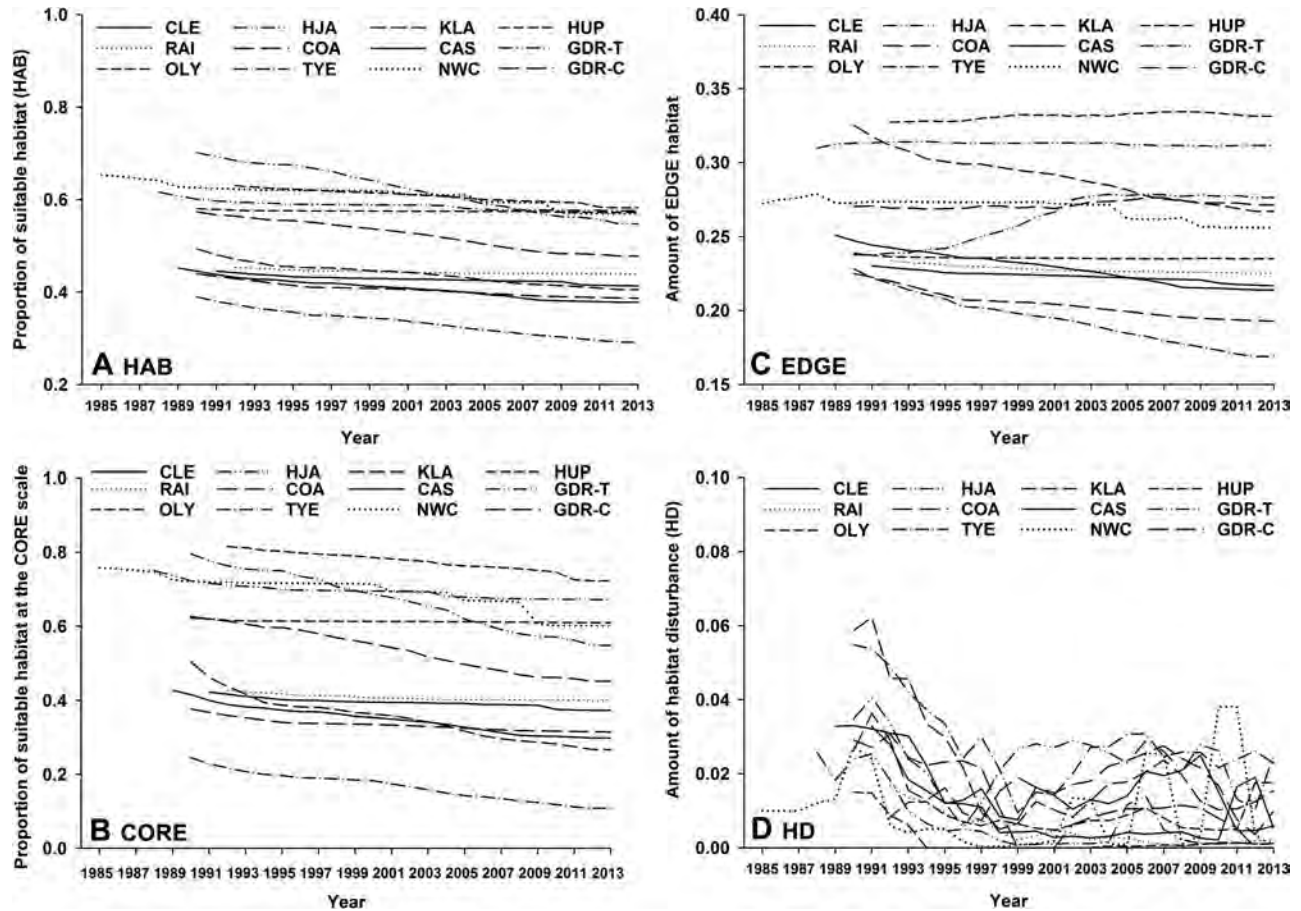 CLE HJA KLA HUP
RAI COA CAS GDR-T
OLY TYE NWC GDR-C
Proportion of suitable habitat (HAB)
1.0
0.8
0.6
0.4
0.2
A HAB
1985 1987 1989 1991 1993 1995 1997 1999 2001 2003 2005 2007 2009 2011 2013
Year
CLE HJA KLA HUP
RAI COA CAS GDR-T
OLY TYE NWC GDR-C
Amount of EDGE habitat
0.40
0.35
0.30
0.25
0.20
0.15
C EDGE
1985 1987 1989 1991 1993 1995 1997 1999 2001 2003 2005 2007 2009 2011 2013
Year
CLE HJA KLA HUP
RAI COA CAS GDR-T
OLY TYE NWC GDR-C
Proportion of suitable habitat at the CORE scale
1.0
0.8
0.6
0.4
0.2
0.0
B CORE
1985 1987 1989 1991 1993 1995 1997 1999 2001 2003 2005 2007 2009 2011 2013
Year
CLE HJA KLA HUP
RAI COA CAS GDR-T
OLY TYE NWC GDR-C
Amount of habitat disturbance (HD)
0.10
0.08
0.06
0.04
0.02
0.00
D HD
1985 1987 1989 1991 1993 1995 1997 1999 2001 2003 2005 2007 2009 2011 2013
Year